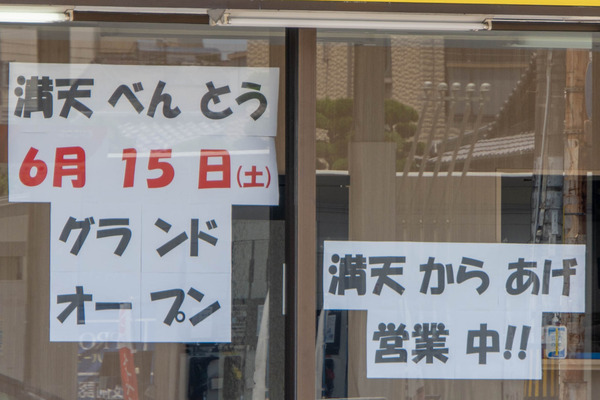 満天 べんとう
6月 15日(土)
グランド
オープン
満天 からあげ
営業 中!!